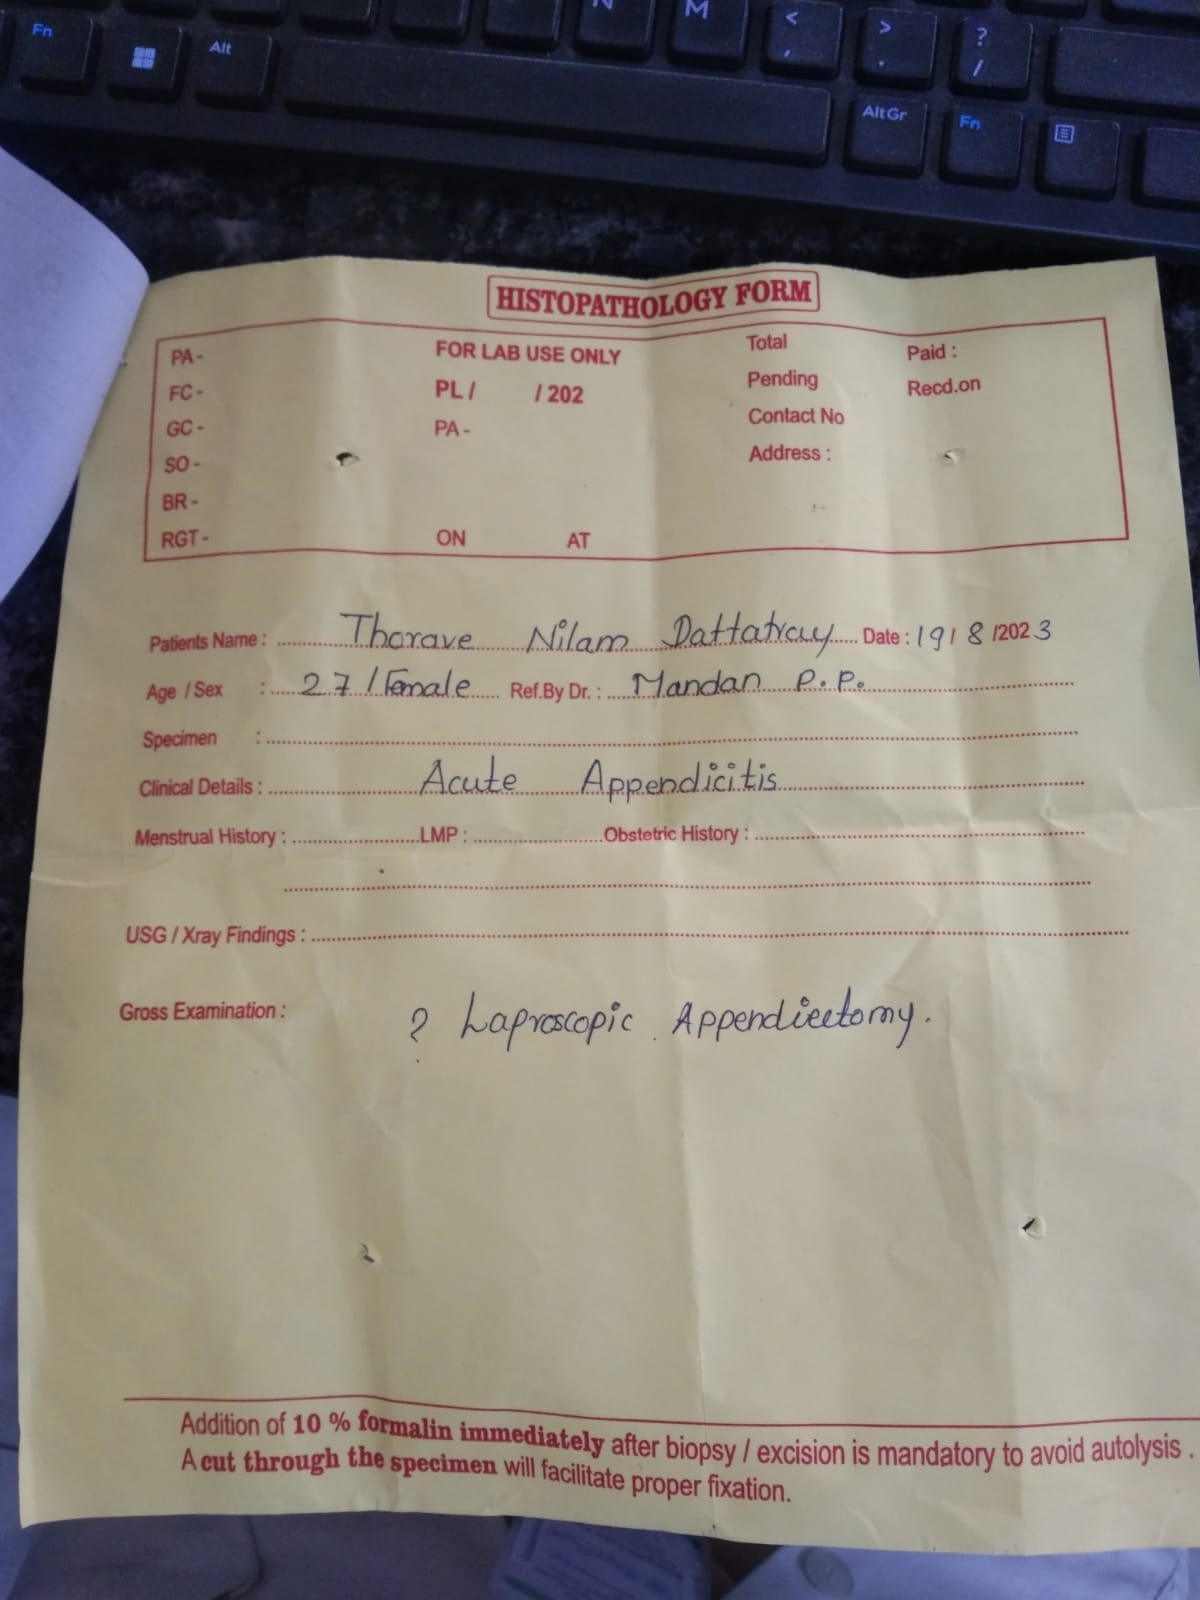 Fn
Alt
N
M
<
,
>
.
?
/
AltGr
Fn
HISTOPATHOLOGY FORM
PA- FOR LAB USE ONLY Total Paid :
FC- PL / / 202 Pending Recd.on
GC- PA- Contact No
SO- Address :
BR-
RGT- ON AT
Patients Name : Thorave Nilam Dattatray Date : 19 / 8 /2023
Age / Sex : 27 / Female Ref.By Dr. : Mandan P. P.
Specimen :
Clinical Details : Acute Appendicitis
Menstrual History : LMP : Obstetric History :
USG / Xray Findings :
Gross Examination : ? Laproscopic Appendicectomy.
Addition of 10 % formalin immediately after biopsy / excision is mandatory to avoid autolysis .
A cut through the specimen will facilitate proper fixation.